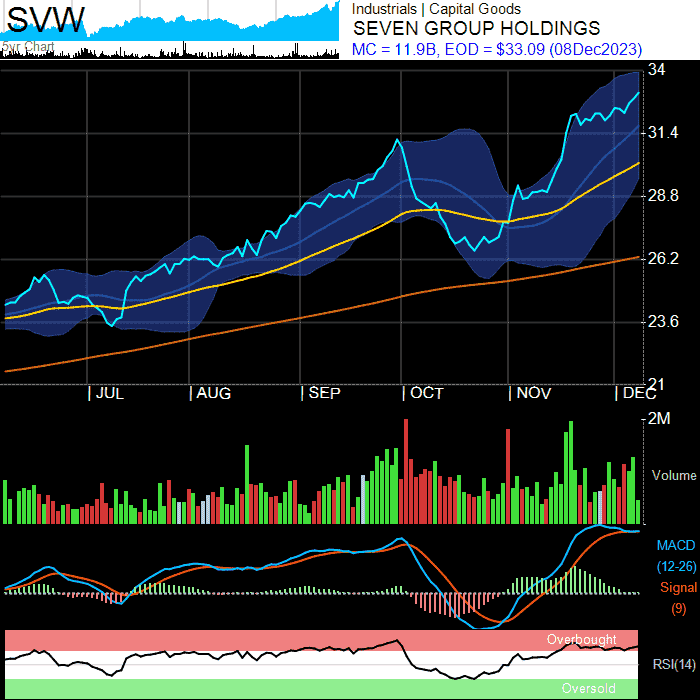 SVW
5yr Chart
Industrials | Capital Goods
SEVEN GROUP HOLDINGS
MC = 11.9B, EOD = $33.09 (08Dec2023)
34
31.4
28.8
26.2
23.6
21
| JUL | AUG | SEP | OCT | NOV | DEC
2M
Volume
MACD
(12-26)
Signal
(9)
Overbought
RSI(14)
Oversold